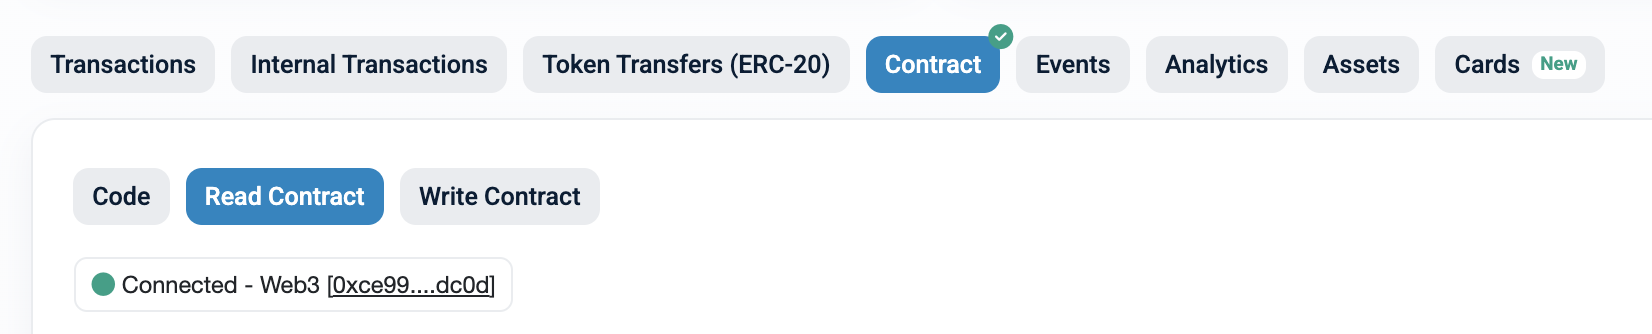 Transactions Internal Transactions Token Transfers (ERC-20) Contract Events Analytics Assets Cards New
Code Read Contract Write Contract
Connected - Web3 [0xce99....dc0d]